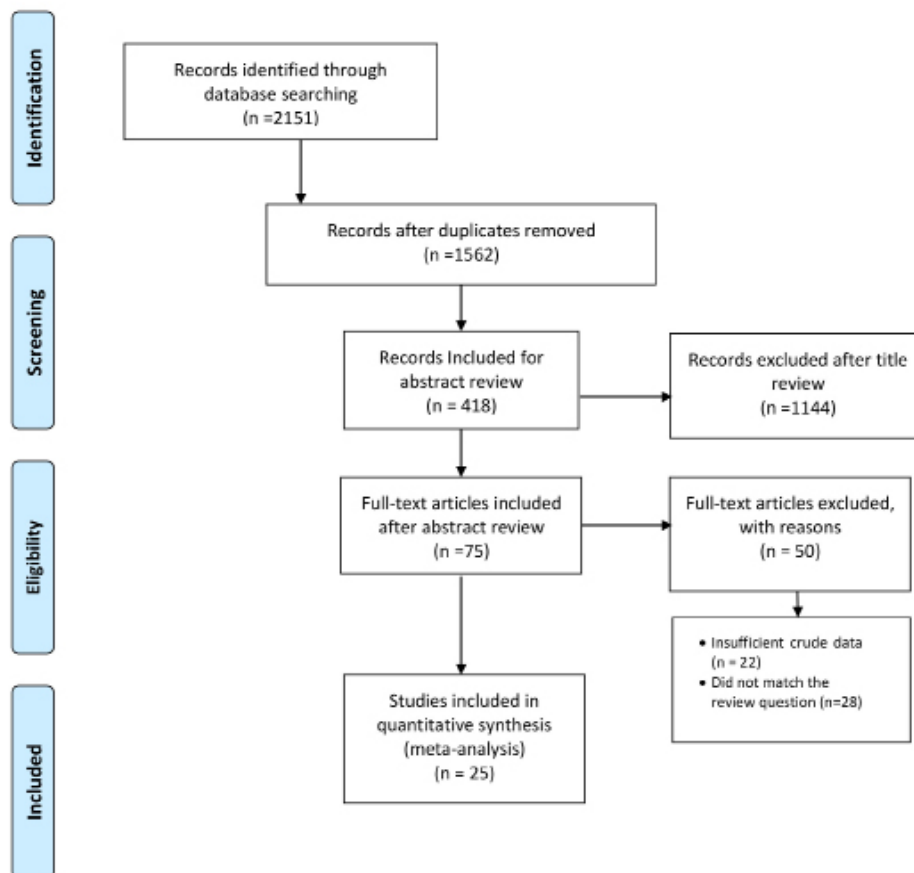 Identification
Records identified through
database searching
(n =2151)
Records after duplicates removed
(n =1562)
Screening
Records Included for
abstract review
(n = 418)
Records excluded after title
review
(n =1144)
Eligibility
Full-text articles included
after abstract review
(n =75)
Full-text articles excluded,
with reasons
(n = 50)
• Insufficient crude data
(n = 22)
• Did not match the
review question (n=28)
Included
Studies included in
quantitative synthesis
(meta-analysis)
(n = 25)